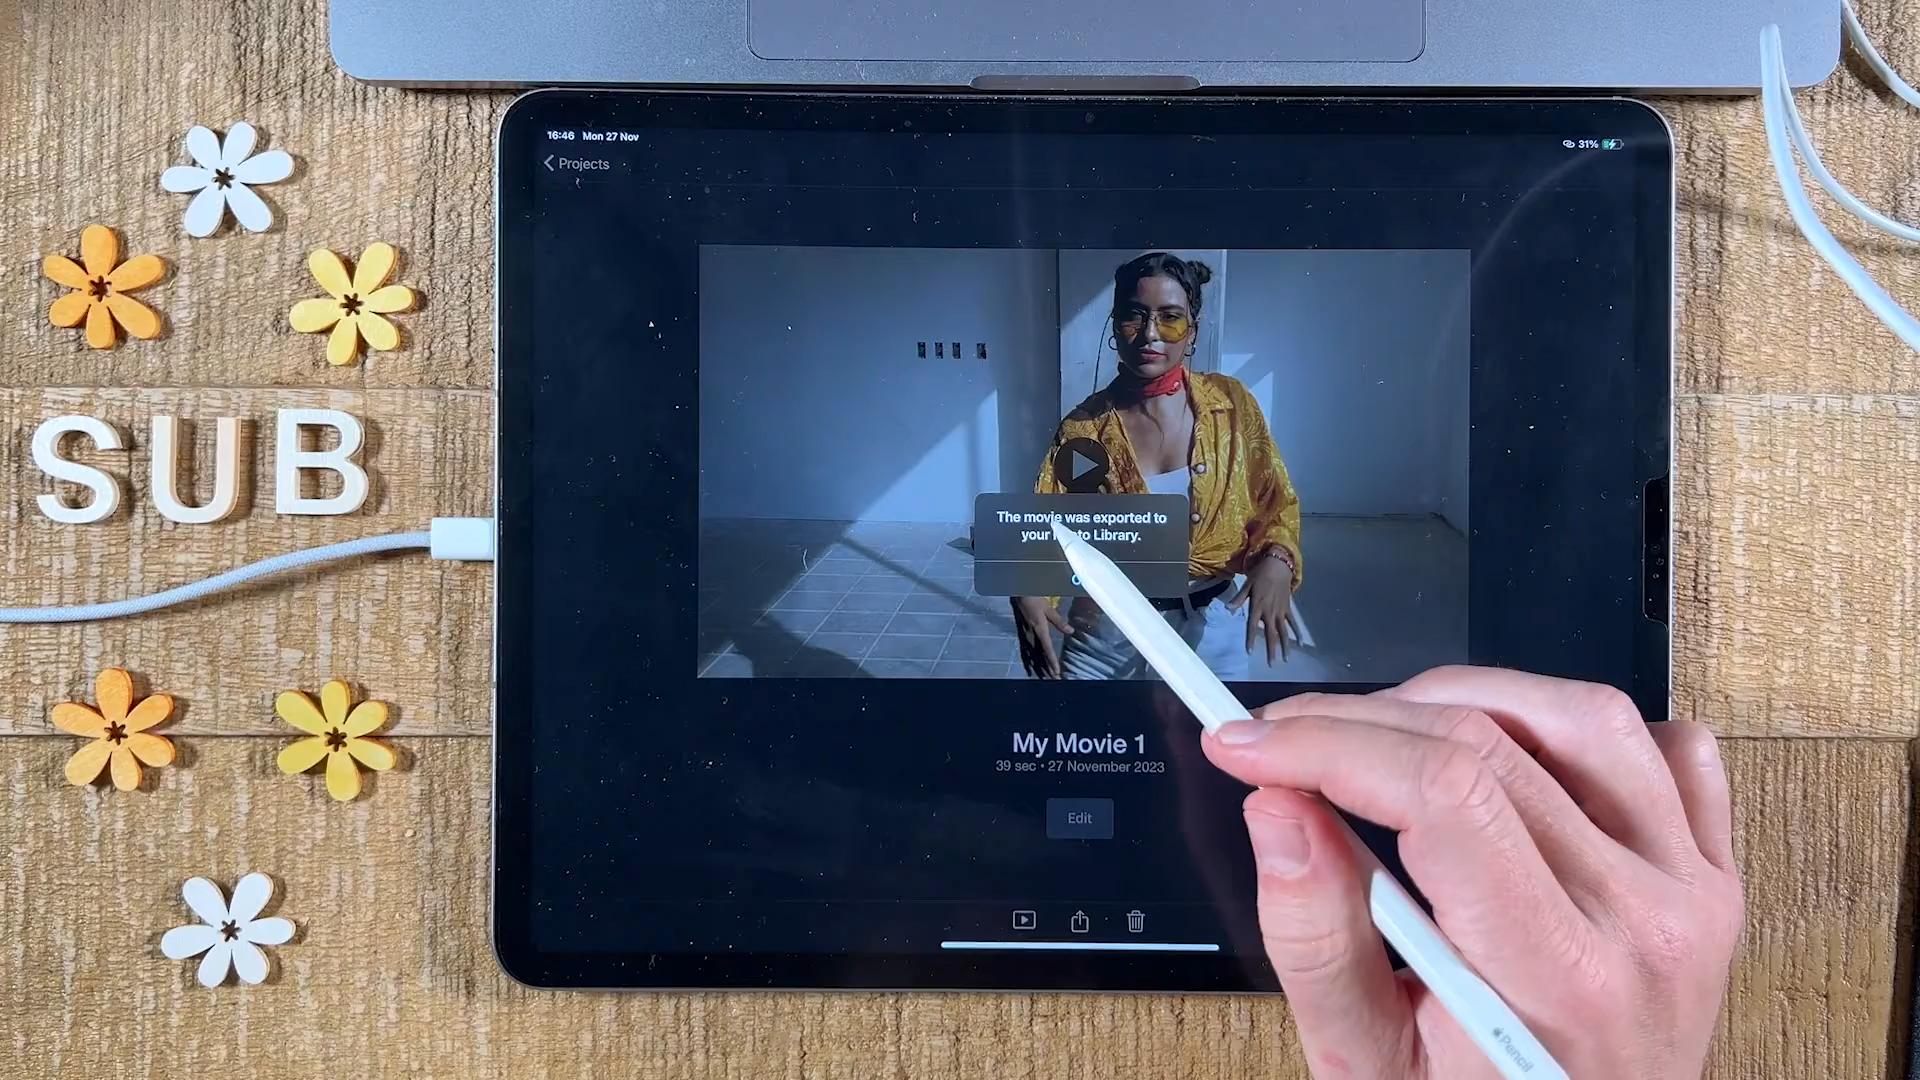 16:46 Mon 27 Nov
31%
Projects
SUB
The movie was exported to
your Library.
My Movie 1
39 sec • 27 November 2023
Edit
Pencil